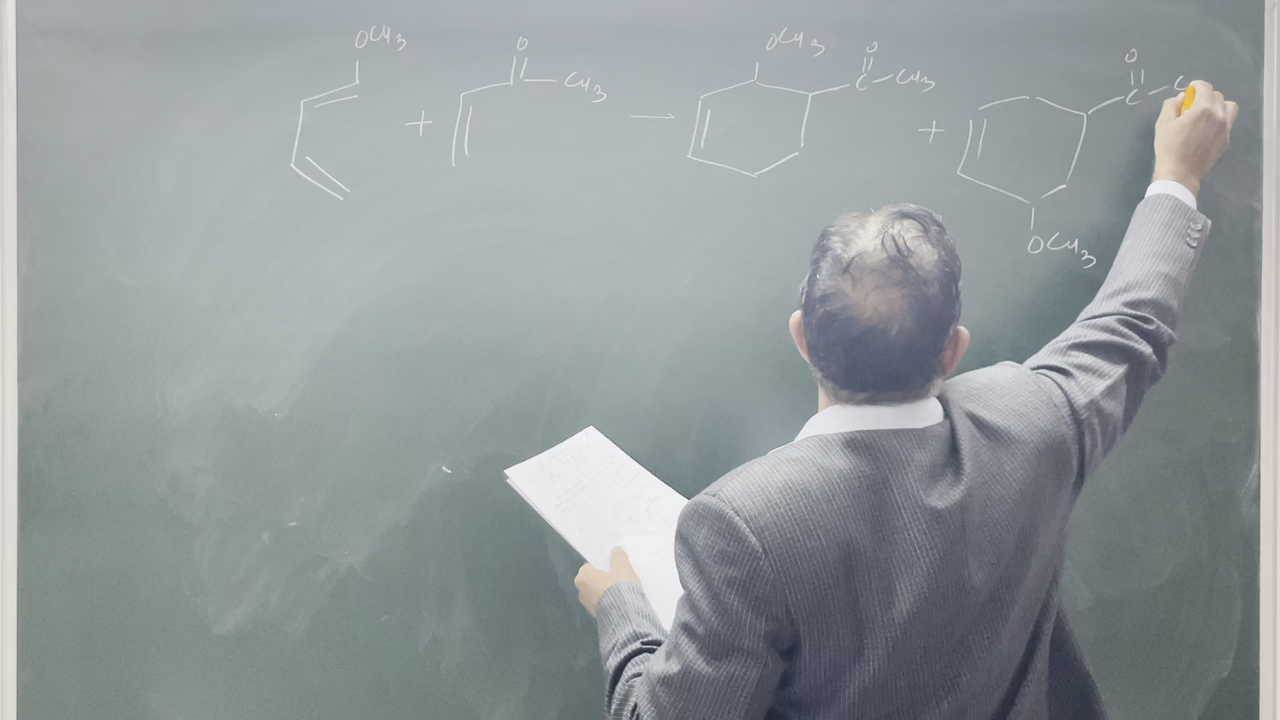 OCH3 + O CH3 → OCH3 O C CH3 + O C C
OCH3